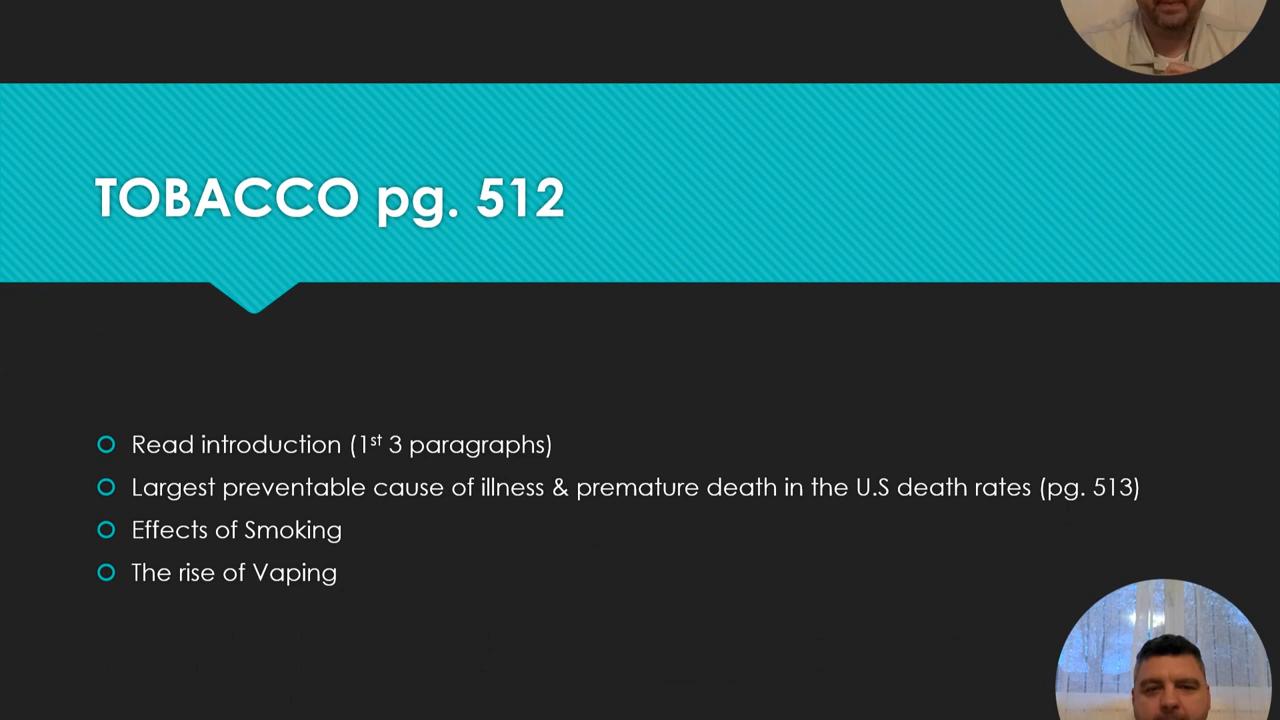 TOBACCO pg. 512
Read introduction (1st 3 paragraphs)
Largest preventable cause of illness & premature death in the U.S death rates (pg. 513)
Effects of Smoking
The rise of Vaping